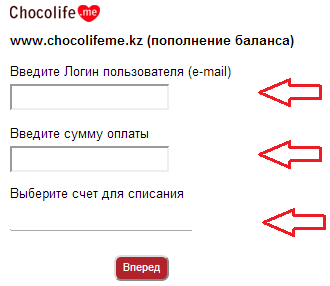 Chocolife.me
www.chocolifeme.kz (пополнение баланса)
Введите Логин пользователя (e-mail)
Введите сумму оплаты
Выберите счет для списания
Вперед